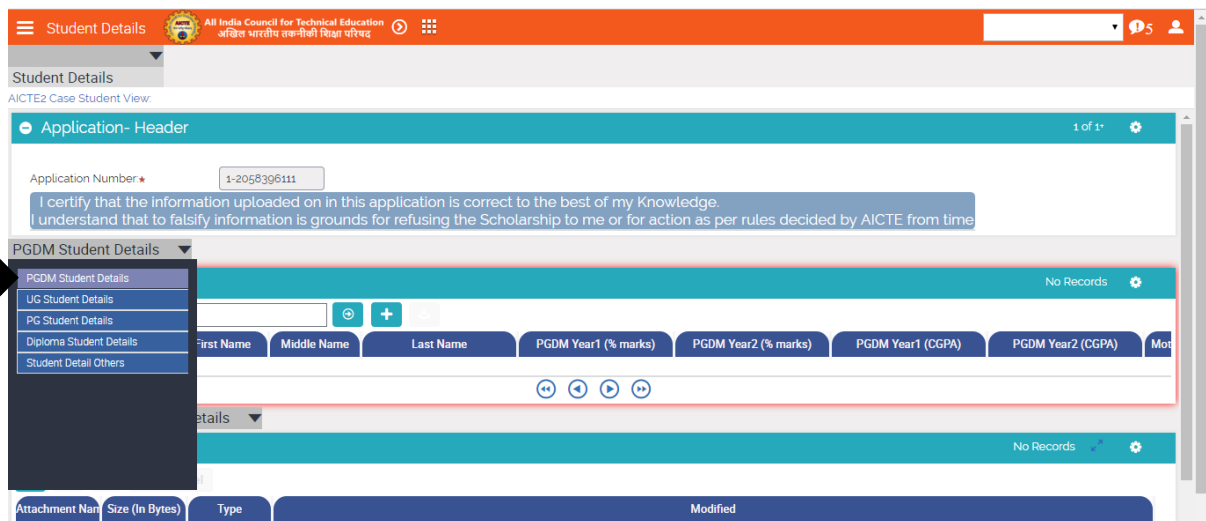 Student Details
All India Council for Technical Education
अखिल भारतीय तकनीकी शिक्षा परिषद
5
Student Details
AICTE2 Case Student View:
Application- Header
1 of 1+
Application Number:*
1-2058396111
I certify that the information uploaded on in this application is correct to the best of my Knowledge.
I understand that to falsify information is grounds for refusing the Scholarship to me or for action as per rules decided by AICTE from time
PGDM Student Details
PGDM Student Details
No Records
UG Student Details
PG Student Details
Diploma Student Details
Student Detail Others
First Name Middle Name Last Name PGDM Year1 (% marks) PGDM Year2 (% marks) PGDM Year1 (CGPA) PGDM Year2 (CGPA) Mot
etails
No Records
Attachment Nan Size (In Bytes) Type Modified